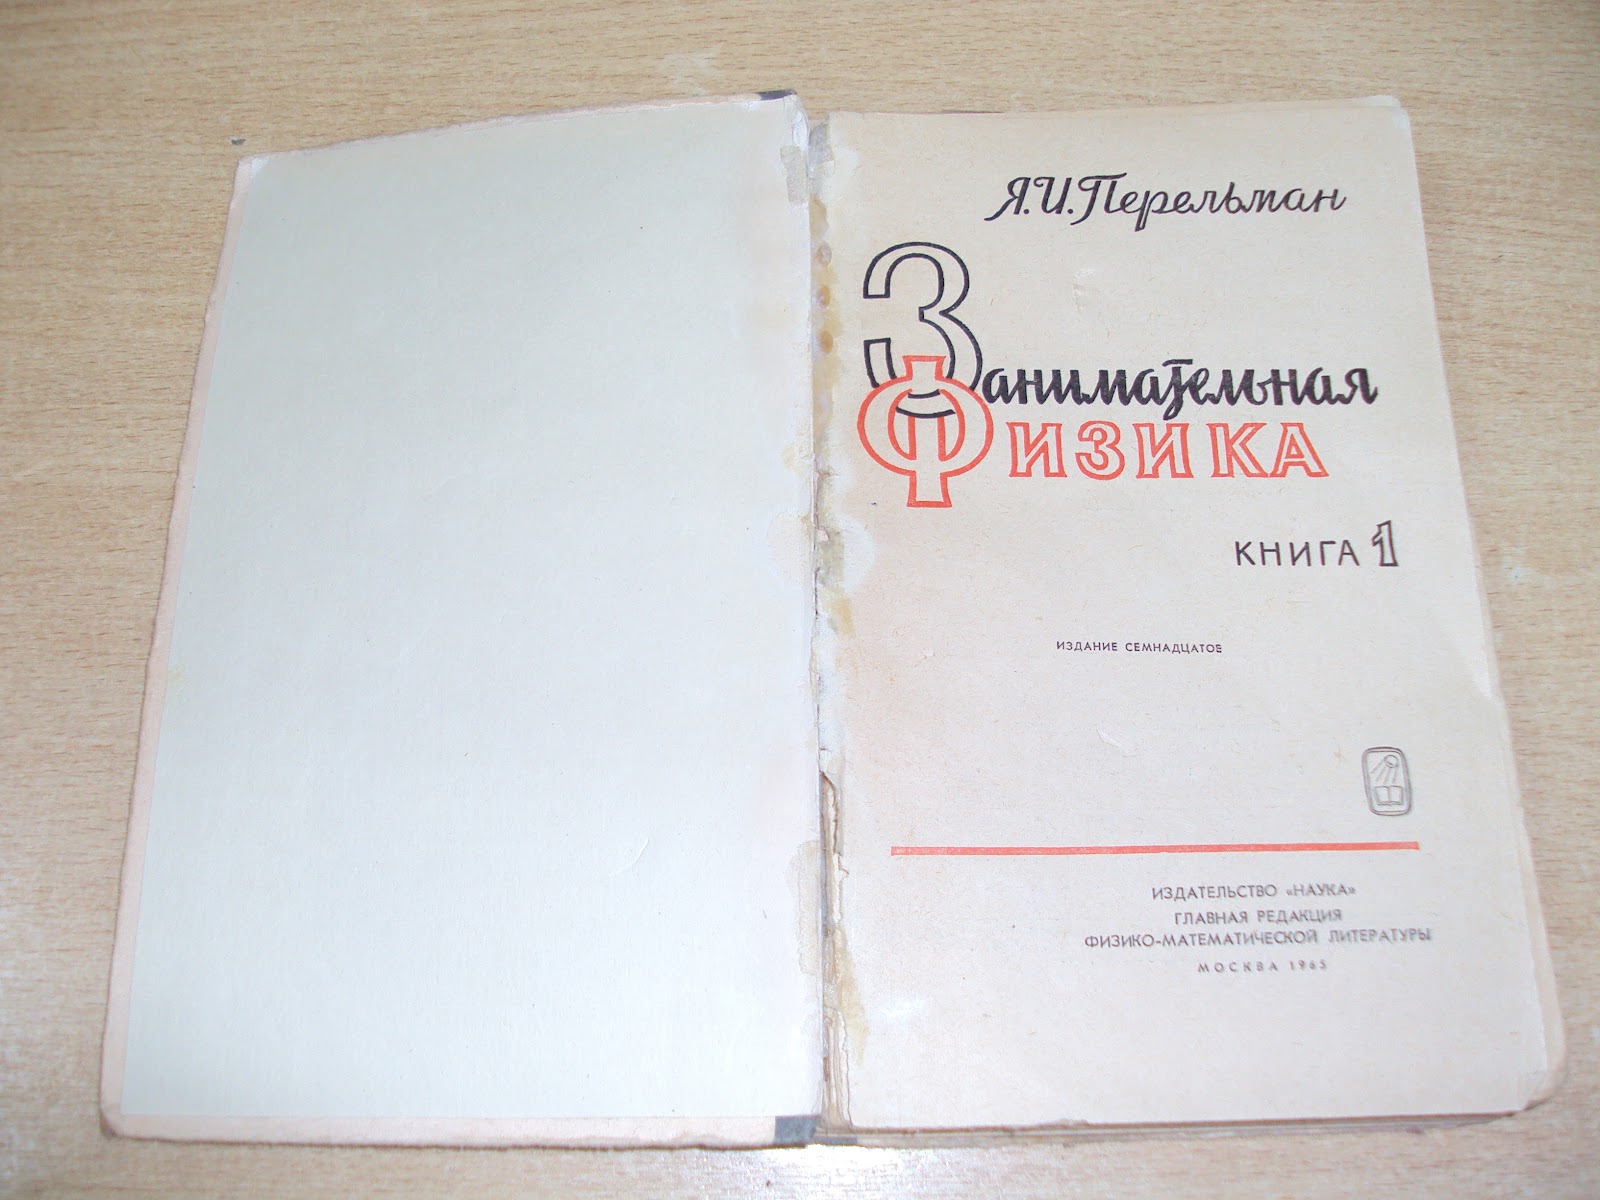 Я.И.Перельман
Занимательная
ФИЗИКА
КНИГА 1
ИЗДАНИЕ СЕМНАДЦАТОЕ
ИЗДАТЕЛЬСТВО «НАУКА»
ГЛАВНАЯ РЕДАКЦИЯ
ФИЗИКО-МАТЕМАТИЧЕСКОЙ ЛИТЕРАТУРЫ
МОСКВА 1965